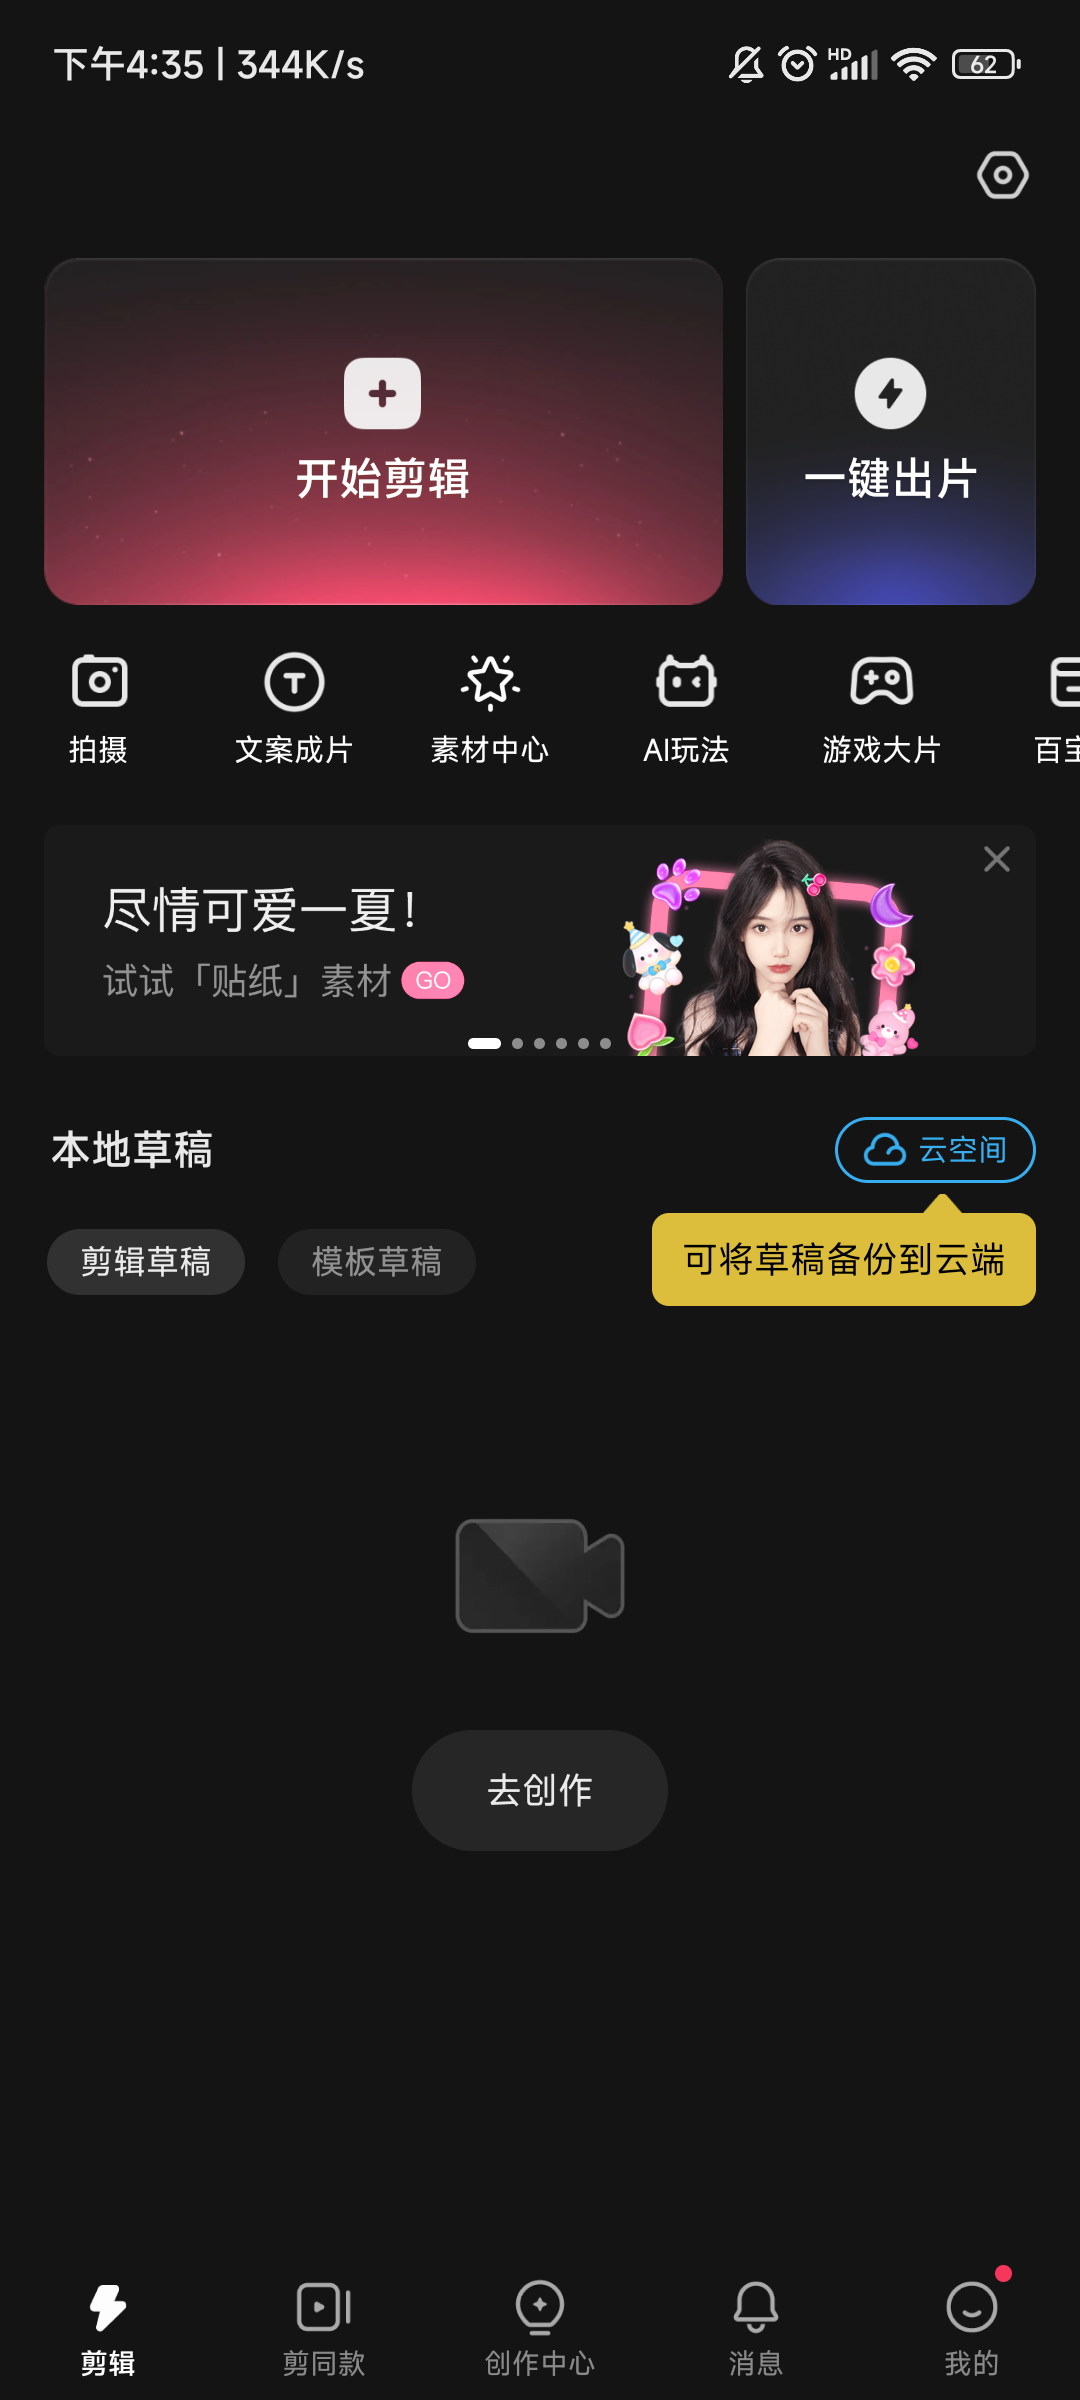 下午4:35 | 344K/s
HD
62
开始剪辑
一键出片
拍摄
文案成片
素材中心
AI玩法
游戏大片
百宝
尽情可爱一夏！
试试「贴纸」素材 GO
本地草稿
云空间
剪辑草稿
模板草稿
可将草稿备份到云端
去创作
剪辑
剪同款
创作中心
消息
我的